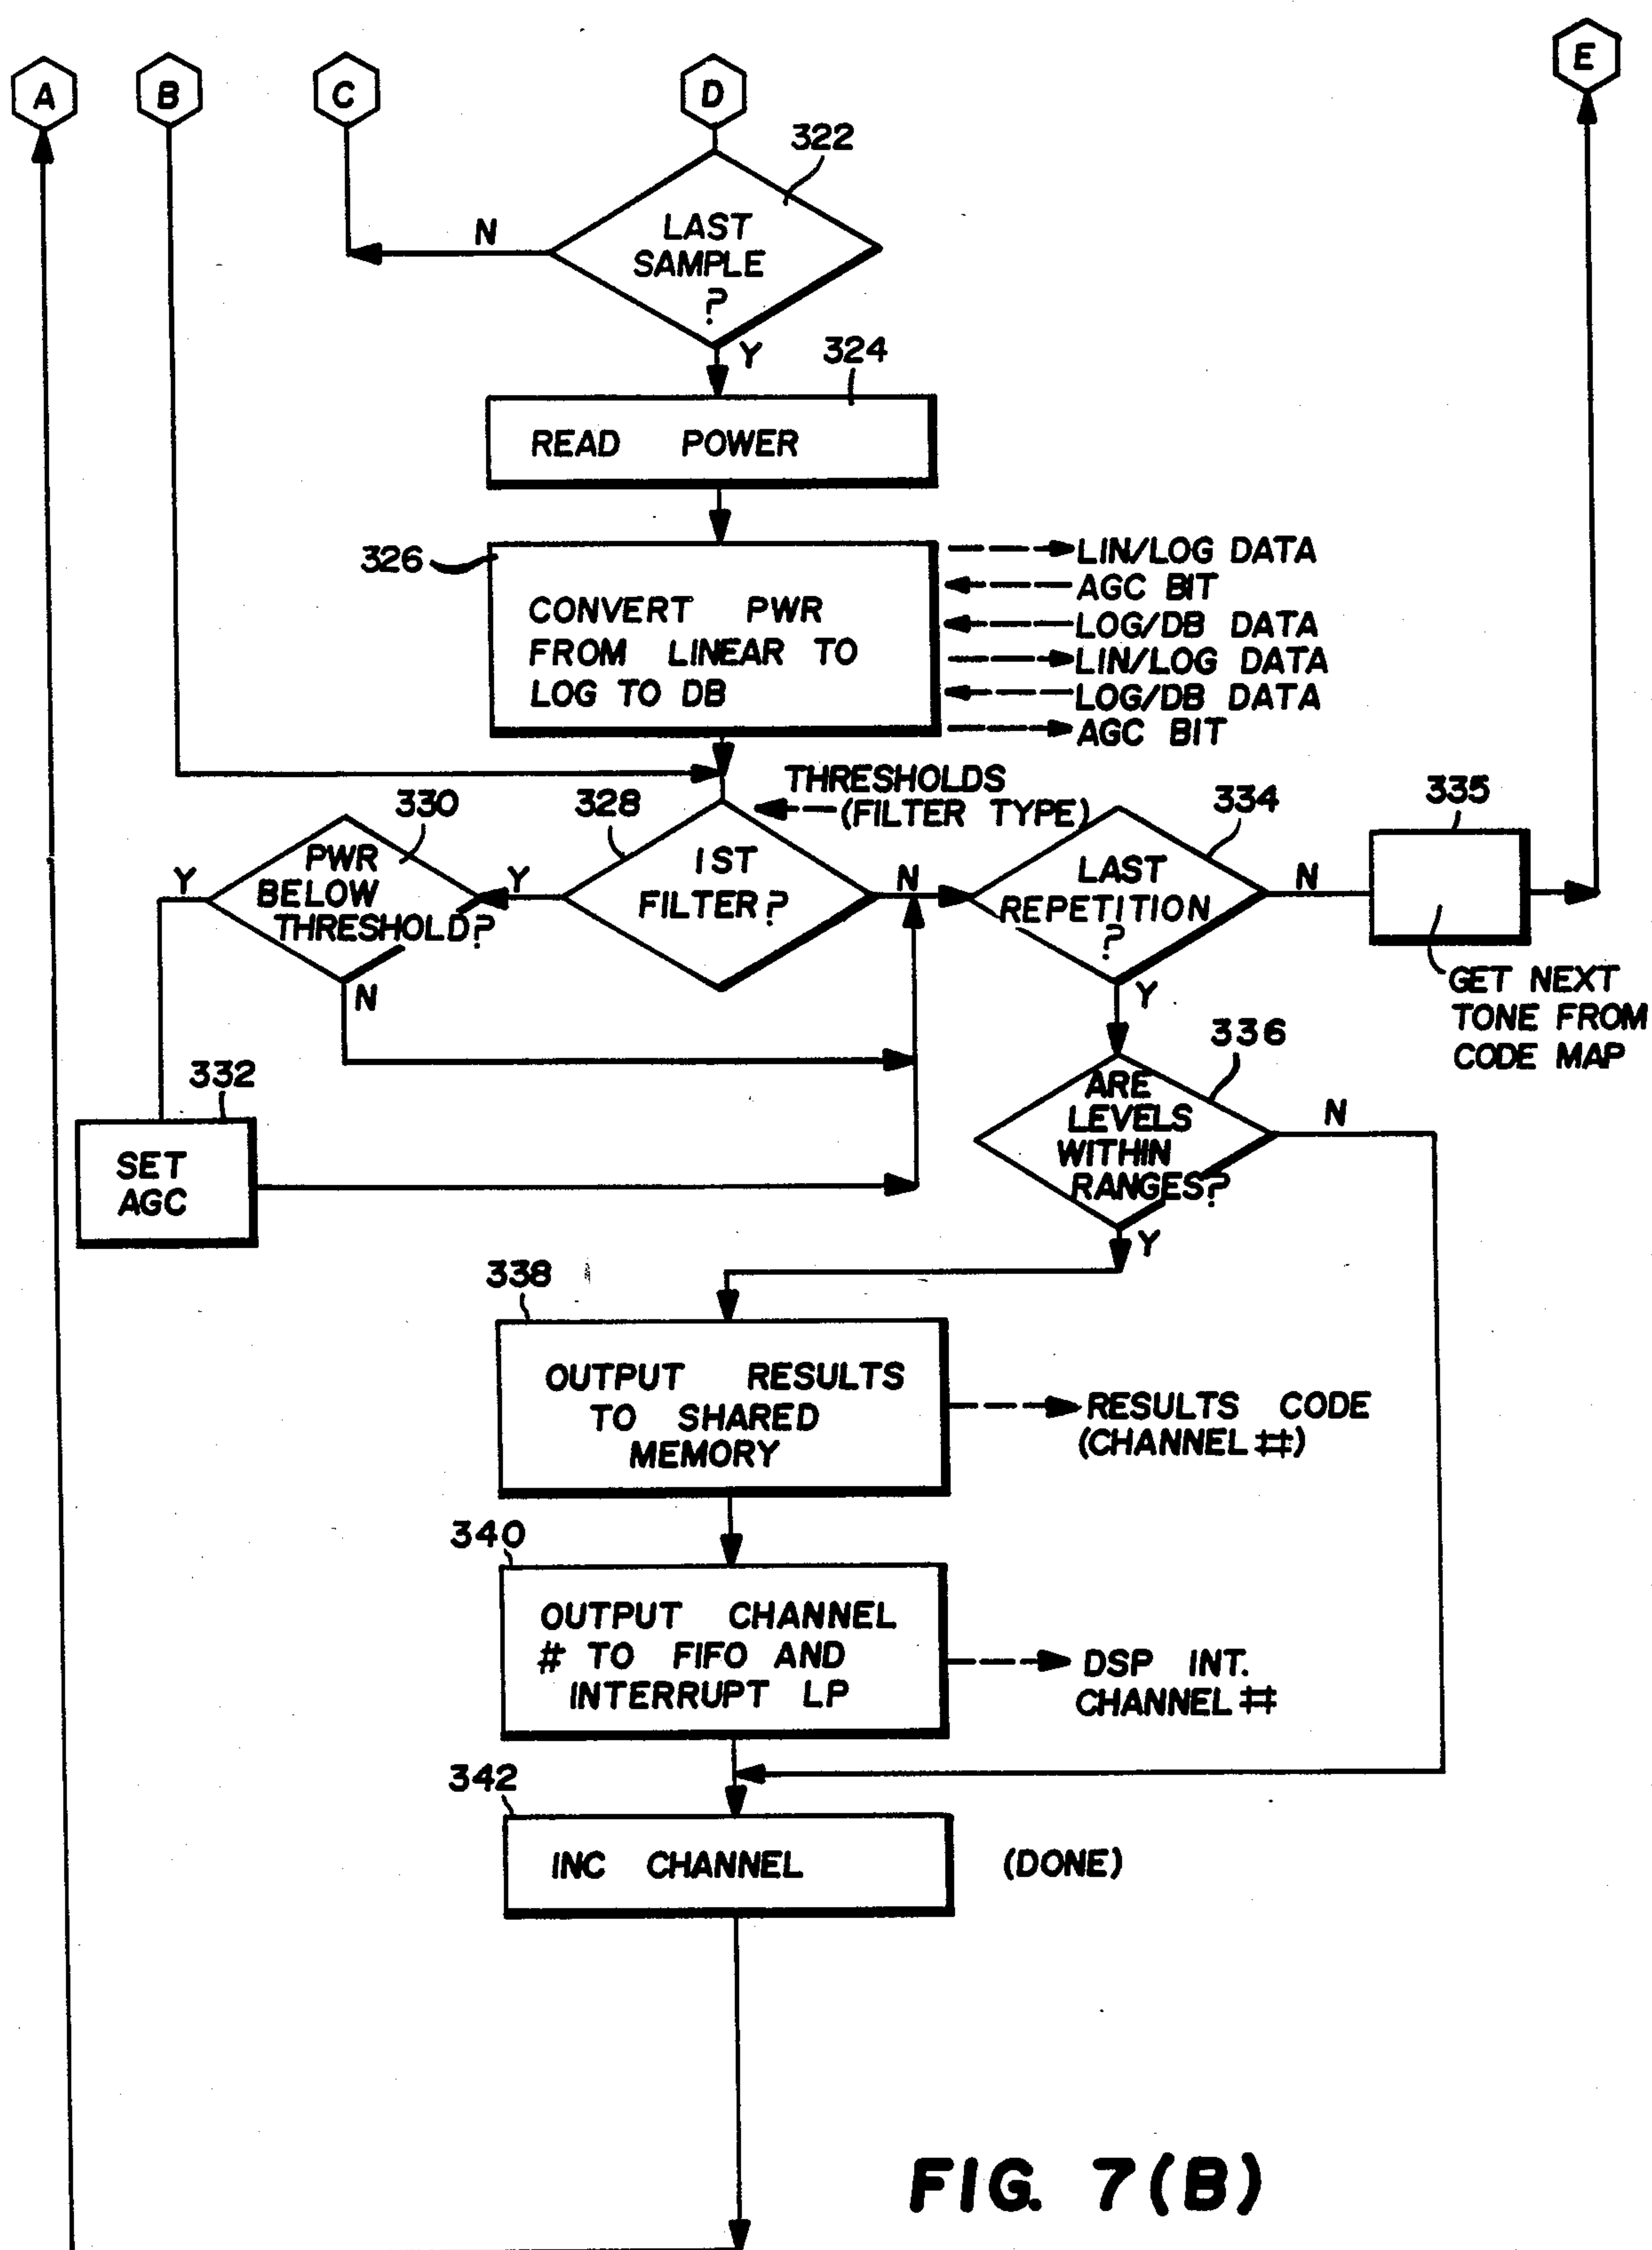 A
B
C
D
E
322
LAST
SAMPLE
?
N
Y
324
READ POWER
326
CONVERT PWR
FROM LINEAR TO
LOG TO DB
LIN/LOG DATA
AGC BIT
LOG/DB DATA
LIN/LOG DATA
LOG/DB DATA
AGC BIT
THRESHOLDS
(FILTER TYPE)
330
PWR
BELOW
THRESHOLD?
Y
N
328
1ST
FILTER?
Y
N
334
LAST
REPETITION
?
N
Y
335
GET NEXT
TONE FROM
CODE MAP
332
SET
AGC
336
ARE
LEVELS
WITHIN
RANGES?
N
Y
338
OUTPUT RESULTS
TO SHARED
MEMORY
RESULTS CODE
(CHANNEL #)
340
OUTPUT CHANNEL
# TO FIFO AND
INTERRUPT LP
DSP INT.
CHANNEL #
342
INC CHANNEL
(DONE)
FIG. 7(B)